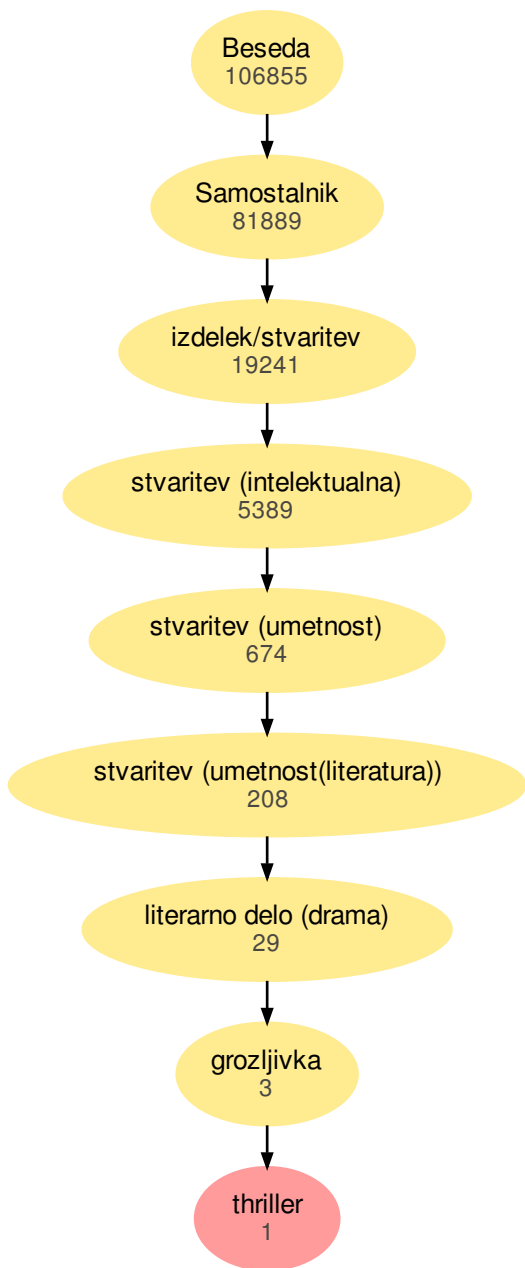 Beseda
106855
Samostalnik
81889
izdelek/stvaritev
19241
stvaritev (intelektualna)
5389
stvaritev (umetnost)
674
stvaritev (umetnost(literatura))
208
literarno delo (drama)
29
grozljivka
3
thriller
1